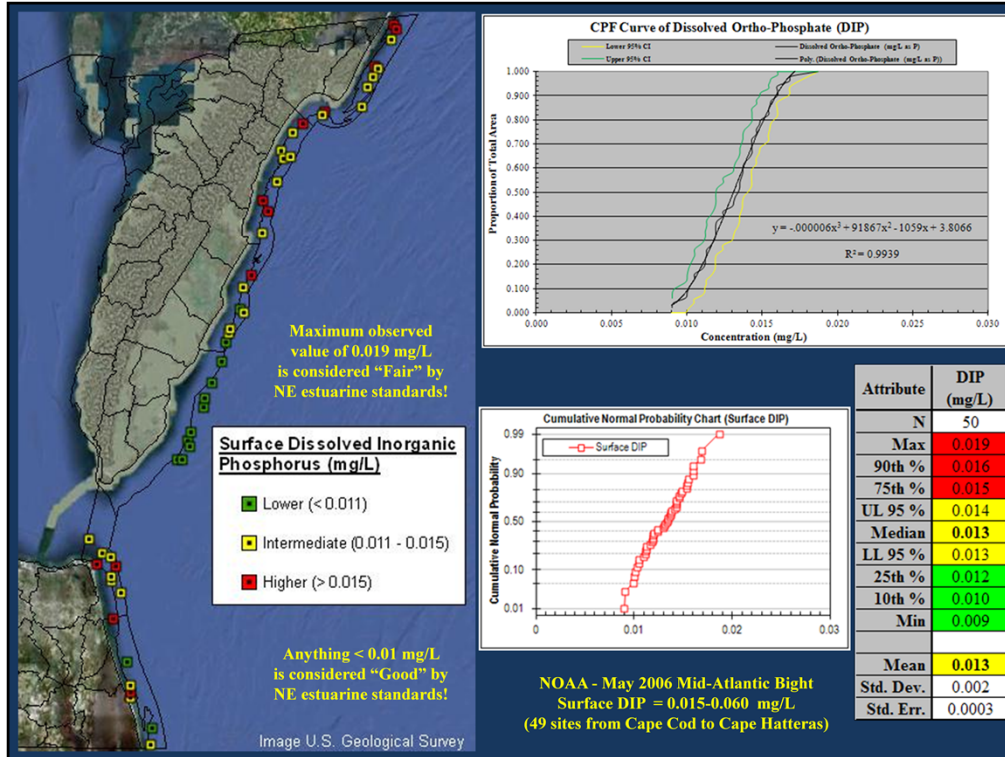 Maximum observed
value of 0.019 mg/L
is considered “Fair” by
NE estuarine standards!
Surface Dissolved Inorganic
Phosphorus (mg/L)
Lower (< 0.011)
Intermediate (0.011 - 0.015)
Higher (> 0.015)
Anything < 0.01 mg/L
is considered “Good” by
NE estuarine standards!
Image U.S. Geological Survey
CPF Curve of Dissolved Ortho-Phosphate (DIP)
Lower 95% CI
Dissolved Ortho-Phosphate (mg/L as P)
Upper 95% CI
Poly. (Dissolved Ortho-Phosphate (mg/L as P))
Proportion of Total Area
1.000
0.900
0.800
0.700
0.600
0.500
0.400
0.300
0.200
0.100
0.000
y = -.000006x³ + 91867x² - 1059x + 3.8066
R² = 0.9939
0.000 0.005 0.010 0.015 0.020 0.025 0.030
Concentration (mg/L)
Cumulative Normal Probability Chart (Surface DIP)
Surface DIP
Cumulative Normal Probability
0.99
0.90
0.50
0.10
0.01
0 0.01 0.02 0.03
NOAA - May 2006 Mid-Atlantic Bight
Surface DIP = 0.015-0.060 mg/L
(49 sites from Cape Cod to Cape Hatteras)
Attribute DIP (mg/L)
N 50
Max 0.019
90th % 0.016
75th % 0.015
UL 95 % 0.014
Median 0.013
LL 95 % 0.013
25th % 0.012
10th % 0.010
Min 0.009
Mean 0.013
Std. Dev. 0.002
Std. Err. 0.0003